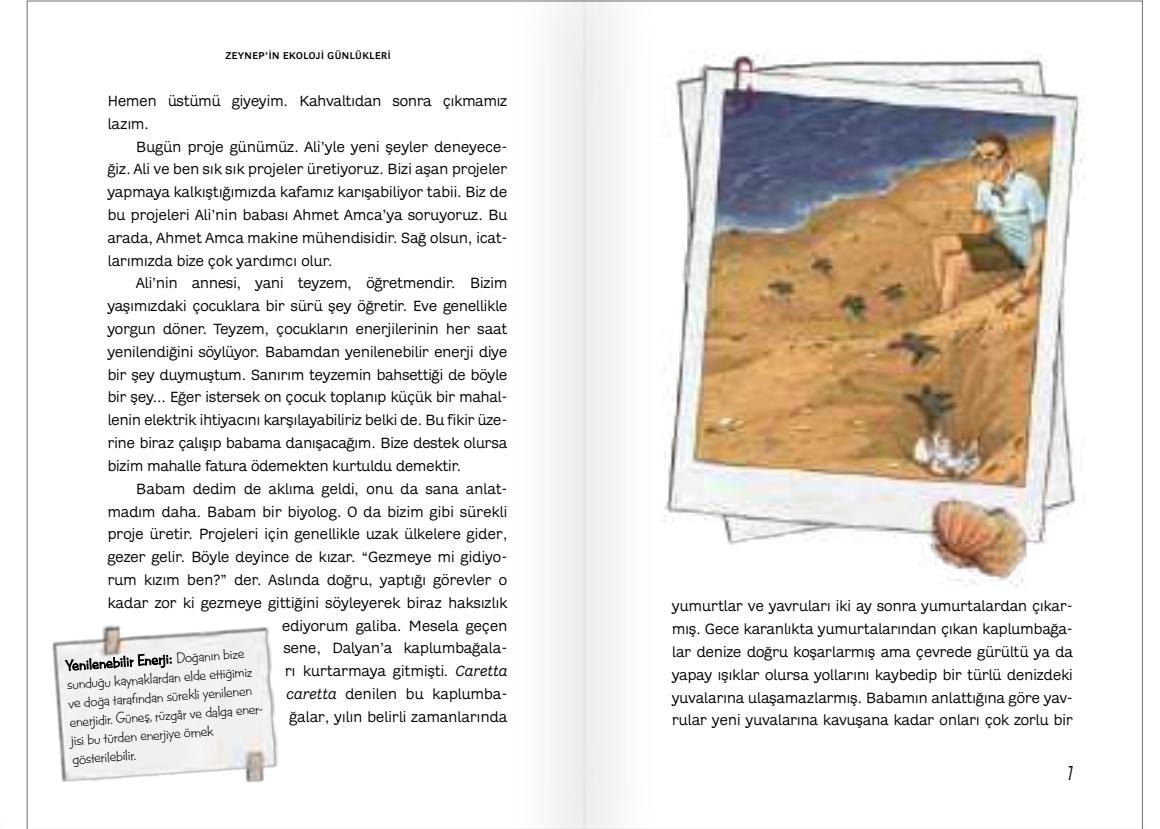 ZEYNEP'İN EKOLOJİ GÜNLÜKLERİ
Hemen üstümü giyeyim. Kahvaltıdan sonra çıkmamız
lazım.
Bugün proje günümüz. Ali'yle yeni şeyler deneyece-
ğiz. Ali ve ben sık sık projeler üretiyoruz. Bizi aşan projeler
yapmaya kalkıştığımızda kafamız karışabiliyor tabii. Biz de
bu projeleri Ali'nin babası Ahmet Amca'ya soruyoruz. Bu
arada, Ahmet Amca makine mühendisidir. Sağ olsun, icat-
larımızda bize çok yardımcı olur.
Ali'nin annesi, yani teyzem, öğretmendir. Bizim
yaşımızdaki çocuklara bir sürü şey öğretir. Eve genellikle
yorgun döner. Teyzem, çocukların enerjilerinin her saat
yenilendiğini söylüyor. Babamdan yenilenebilir enerji diye
bir şey duymuştum. Sanırım teyzemin bahsettiği de böyle
bir şey... Eğer istersek on çocuk toplanıp küçük bir mahal-
lenin elektrik ihtiyacını karşılayabiliriz belki de. Bu fikir üze-
rine biraz çalışıp babama danışacağım. Bize destek olursa
bizim mahalle fatura ödemekten kurtuldu demektir.
Babam dedim de aklıma geldi, onu da sana anlat-
madım daha. Babam bir biyolog. O da bizim gibi sürekli
proje üretir. Projeleri için genellikle uzak ülkelere gider,
gezer gelir. Böyle deyince de kızar. "Gezmeye mi gidiyo-
rum kızım ben?" der. Aslında doğru, yaptığı görevler o
kadar zor ki gezmeye gittiğini söyleyerek biraz haksızlık
ediyorum galiba. Mesela geçen
sene, Dalyan'a kaplumbağala-
rı kurtarmaya gitmişti. Caretta
caretta denilen bu kaplumba-
ğalar, yılın belirli zamanlarında
Yenilenebilir Enerji: Doğanın bize
sunduğu kaynaklardan elde ettiğimiz
ve doğa tarafından sürekli yenilenen
enerjidir. Güneş, rüzgâr ve dalga ener-
jisi bu türden enerjiye örnek
gösterilebilir.
yumurtlar ve yavruları iki ay sonra yumurtalardan çıkar-
mış. Gece karanlıkta yumurtalarından çıkan kaplumbağa-
lar denize doğru koşarlarmış ama çevrede gürültü ya da
yapay ışıklar olursa yollarını kaybedip bir türlü denizdeki
yuvalarına ulaşamazlarmış. Babamın anlattığına göre yav-
rular yeni yuvalarına kavuşana kadar onları çok zorlu bir
7